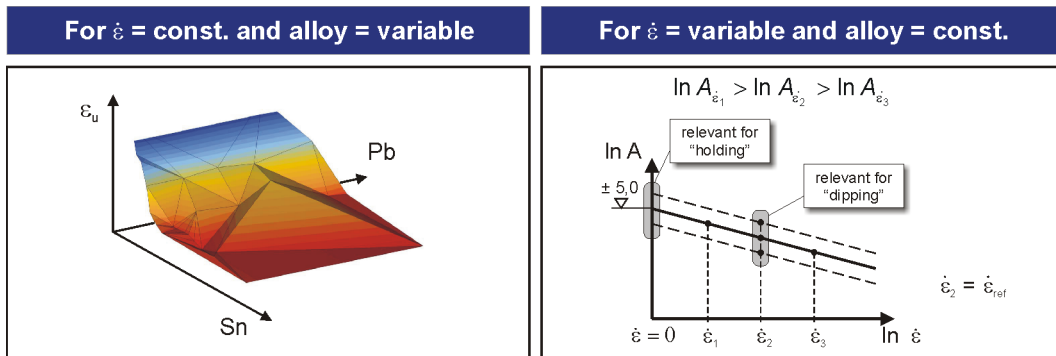 For ε̇ = const. and alloy = variable
For ε̇ = variable and alloy = const.
εu
Pb
Sn
ln Aε̇1 > ln Aε̇2 > ln Aε̇3
relevant for
“holding”
ln A
relevant for
“dipping”
± 5,0
ε̇2 = ε̇ref
ε̇ = 0 ε̇1 ε̇2 ε̇3 ln ε̇